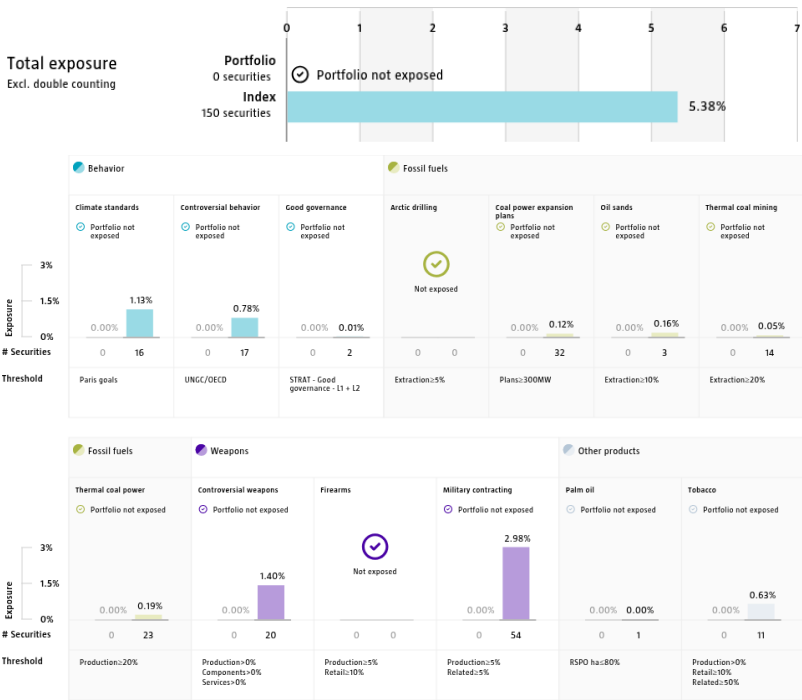 0 1 2 3 4 5 6 7
Total exposure
Excl. double counting
Portfolio
0 securities
Portfolio not exposed
Index
150 securities
5.38%
Behavior
Fossil fuels
Climate standards
Portfolio not
exposed
Controversial behavior
Portfolio not
exposed
Good governance
Portfolio not
exposed
Arctic drilling
Not exposed
Coal power expansion
plans
Portfolio not
exposed
Oil sands
Portfolio not
exposed
Thermal coal mining
Portfolio not
exposed
Exposure
3%
1.5%
0%
0.00% 1.13%
0.00% 0.78%
0.00% 0.01%
0.00% 0.12%
0.00% 0.16%
0.00% 0.05%
# Securities 0 16 0 17 0 2 0 0 0 32 0 3 0 14
Threshold
Paris goals
UNGC/OECD
STRAT - Good
governance - L1 + L2
Extraction≥5%
Plans≥300MW
Extraction≥10%
Extraction≥20%
Fossil fuels
Weapons
Other products
Thermal coal power
Portfolio not exposed
Controversial weapons
Portfolio not exposed
Firearms
Not exposed
Military contracting
Portfolio not exposed
Palm oil
Portfolio not exposed
Tobacco
Portfolio not exposed
Exposure
3%
1.5%
0%
0.00% 0.19%
0.00% 1.40%
0.00% 2.98%
0.00% 0.00%
0.00% 0.63%
# Securities 0 23 0 20 0 0 0 54 0 1 0 11
Threshold
Production≥20%
Production>0%
Components>0%
Services>0%
Production≥5%
Retail≥10%
Production≥5%
Related≥5%
RSPO ha≤80%
Production>0%
Retail≥10%
Related≥50%